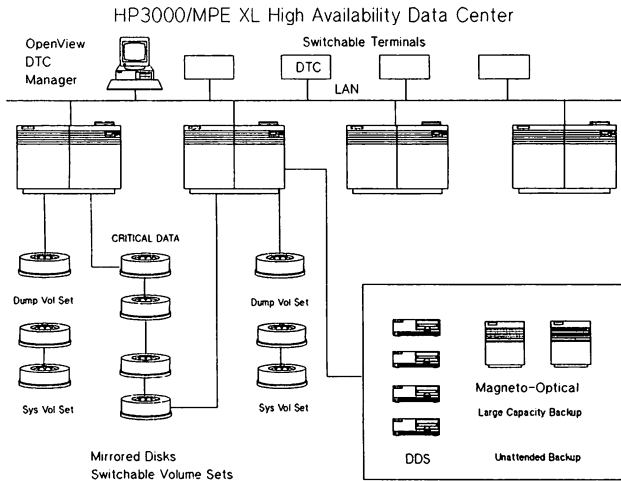 HP3000/MPE XL High Availability Data Center
OpenView
DTC
Manager
Switchable Terminals
DTC
LAN
CRITICAL DATA
Dump Vol Set
Dump Vol Set
Sys Vol Set
Sys Vol Set
Magneto-Optical
Large Capacity Backup
DDS
Unattended Backup
Mirrored Disks
Switchable Volume Sets